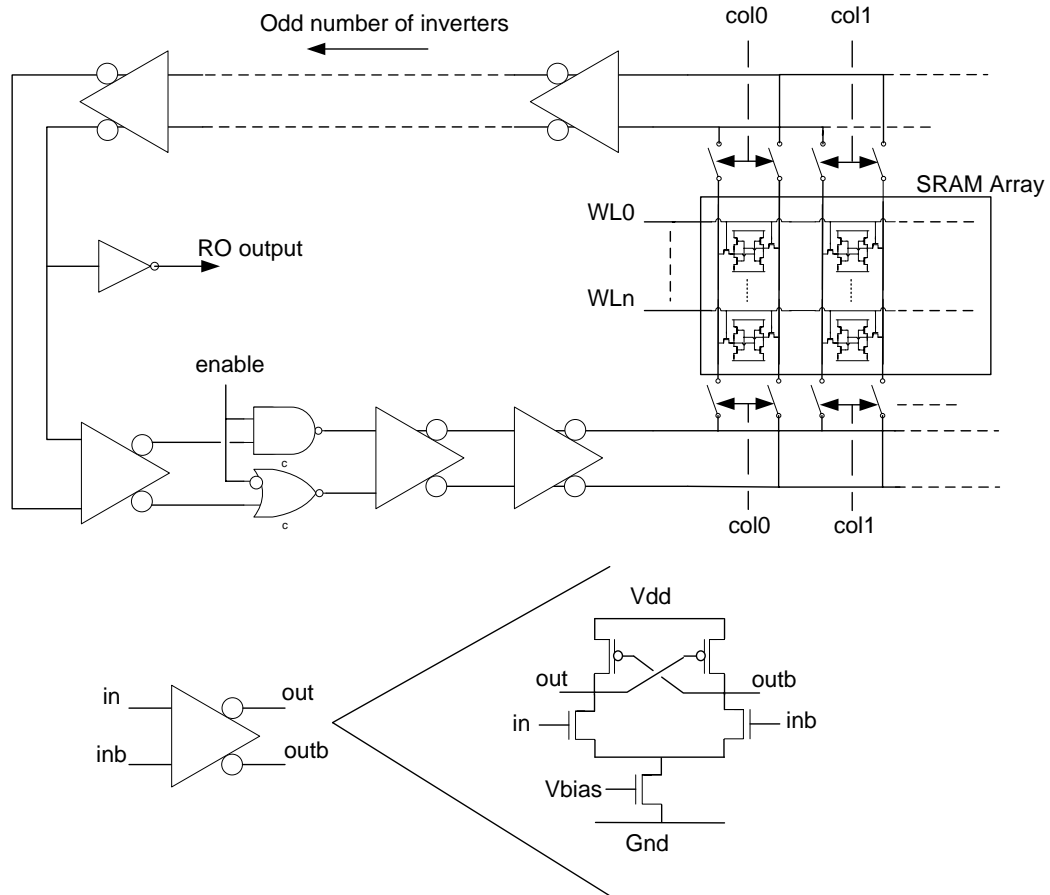 col0
col1
Odd number of inverters
SRAM Array
WL0
RO output
WLn
enable
c
c
col0
col1
Vdd
in
out
out
outb
inb
outb
in
inb
Vbias
Gnd